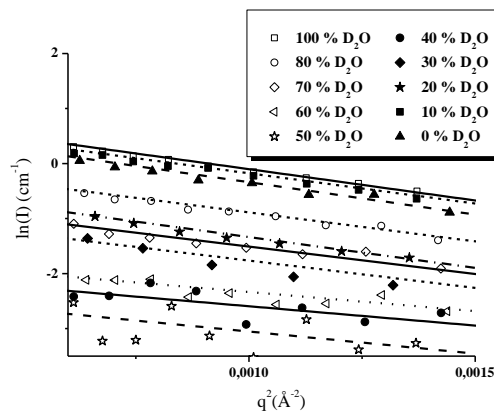 2
0
-2
ln(I) (cm⁻¹)
100 % D₂O
80 % D₂O
70 % D₂O
60 % D₂O
50 % D₂O
40 % D₂O
30 % D₂O
20 % D₂O
10 % D₂O
0 % D₂O
0,0010
0,0015
q²(Å⁻²)